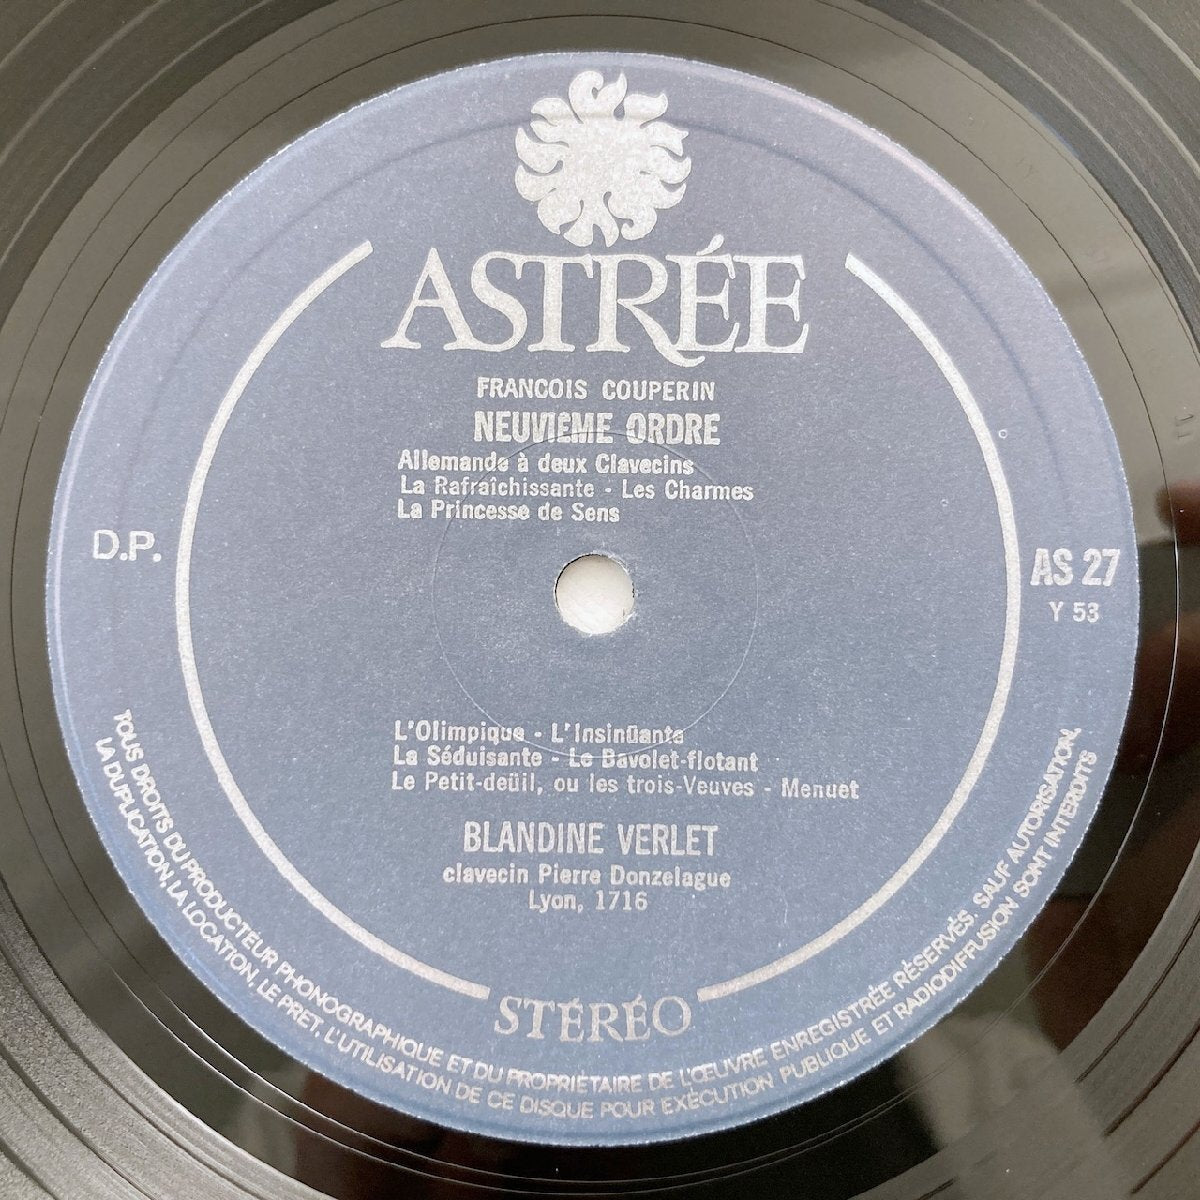 ASTRÉE
FRANCOIS COUPERIN
NEUVIEME ORDRE
Allemande à deux Clavecins
La Rafraîchissante - Les Charmes
La Princesse de Sens
D.P.
AS 27
Y 53
L'Olimpique - L'Insinüante
La Séduisante - Le Bavolet-flotant
Le Petit-deüil, ou les trois-Veuves - Menuet
BLANDINE VERLET
clavecin Pierre Donzelague
Lyon, 1716
STÉRÉO
TOUS DROITS DU PRODUCTEUR PHONOGRAPHIQUE ET DU PROPRIETAIRE DE L'ŒUVRE ENREGISTRÉE RÉSERVÉS. SAUF AUTORISATION,
LA DUPLICATION, LA LOCATION, LE PRET, L'UTILISATION DE CE DISQUE POUR EXÉCUTION PUBLIQUE ET RADIODIFFUSION SONT INTERDITS